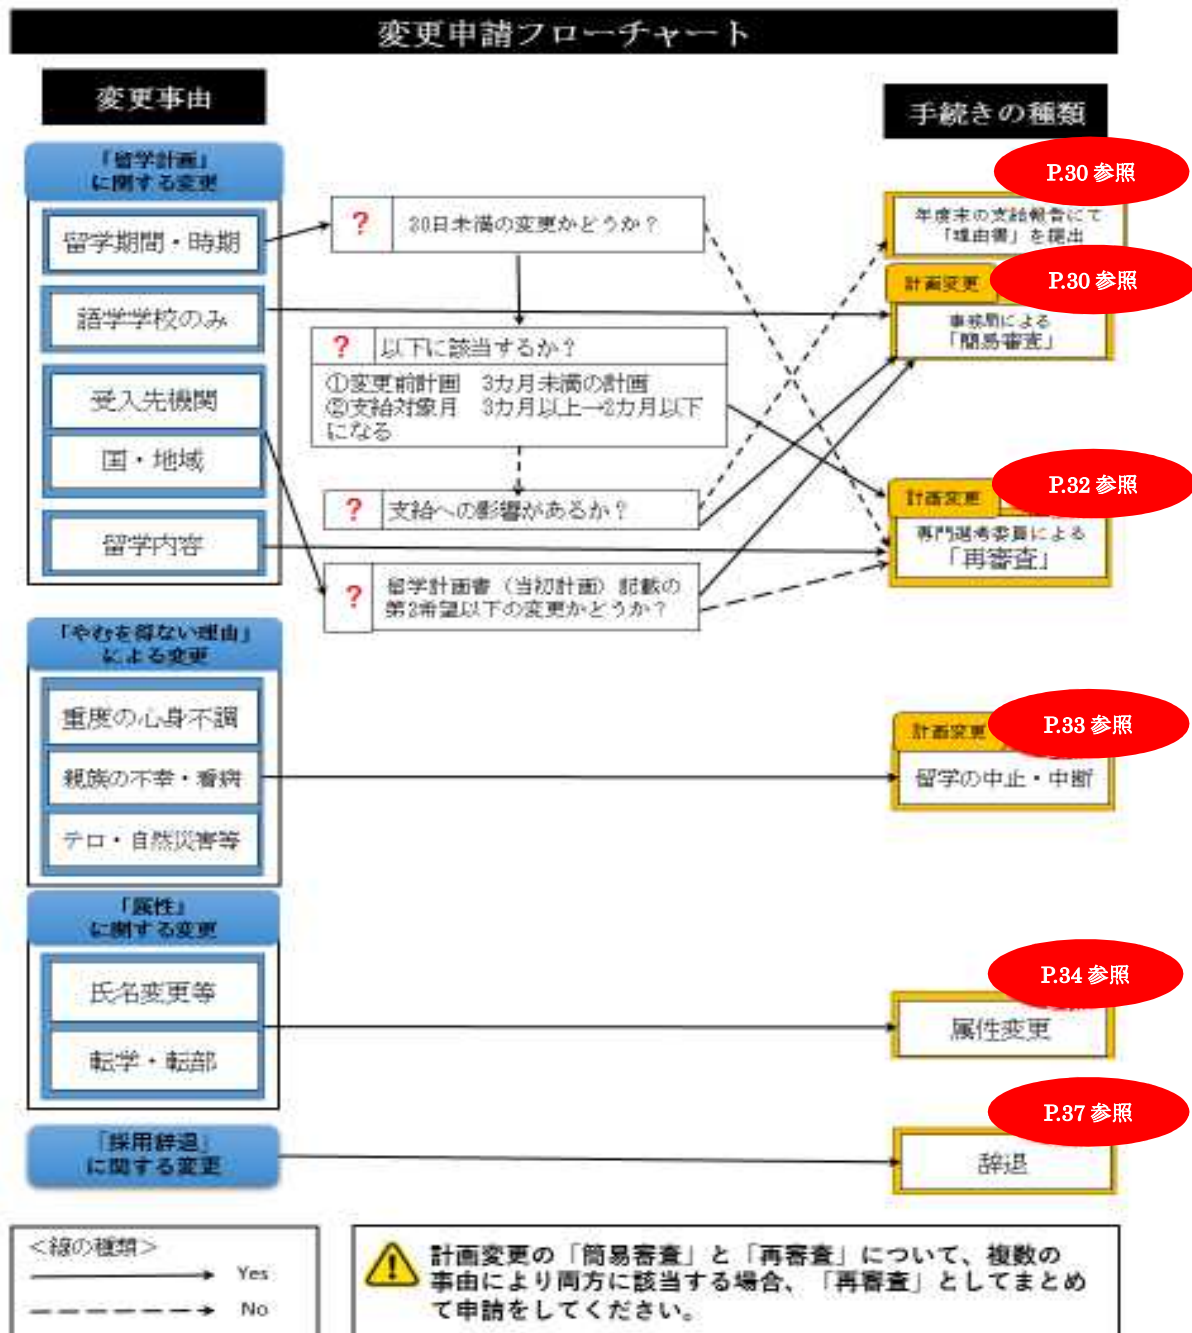 変更申請フローチャート
変更事由
手続きの種類
「留学計画」
に関する変更
留学期間・時期
語学学校のみ
受入先機関
国・地域
留学内容
?
30日未満の変更かどうか?
?
以下に該当するか?
①変更前計画 3カ月未満の計画
②支給対象月 3カ月以上→2カ月以下
になる
?
支給への影響があるか?
?
留学計画書(当初計画)記載の
第2希望以下の変更かどうか?
P.30 参照
年度末の支給報告にて
「理由書」を提出
P.30 参照
計画変更
事務局による
「簡易審査」
P.32 参照
計画変更
専門選考委員による
「再審査」
「やむを得ない理由」
による変更
重度の心身不調
親族の不幸・看病
テロ・自然災害等
P.33 参照
計画変更
留学の中止・中断
「属性」
に関する変更
氏名変更等
転学・転部
P.34 参照
属性変更
「採用辞退」
に関する変更
P.37 参照
辞退
<線の種類>
Yes
No
計画変更の「簡易審査」と「再審査」について、複数の
事由により両方に該当する場合、「再審査」としてまとめ
て申請をしてください。